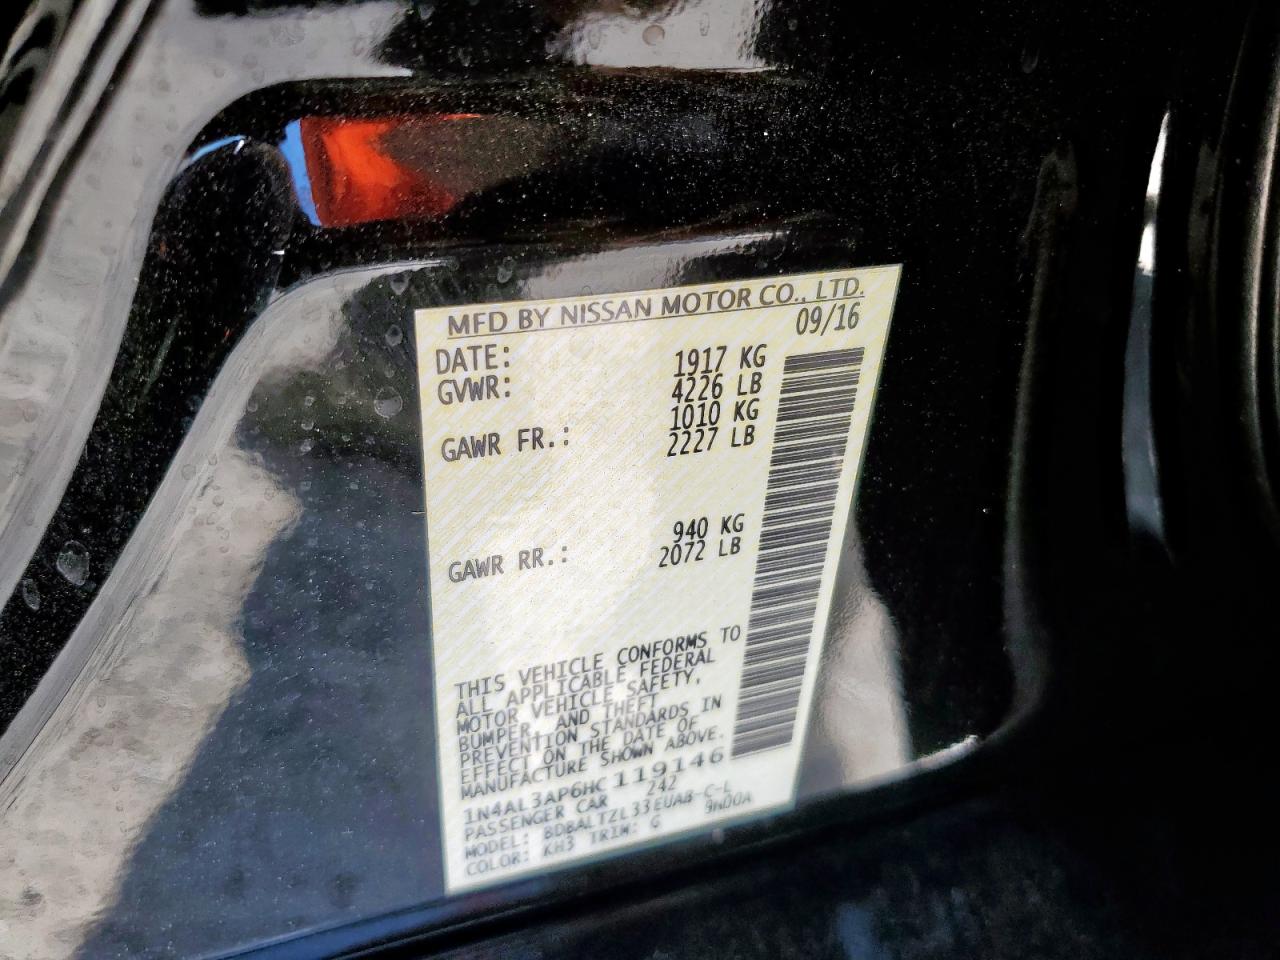 MFD BY NISSAN MOTOR CO., LTD.
DATE: 09/16
GVWR: 1917 KG
4226 LB
GAWR FR.: 1010 KG
2227 LB
GAWR RR.: 940 KG
2072 LB
THIS VEHICLE CONFORMS TO
ALL APPLICABLE FEDERAL
MOTOR VEHICLE SAFETY,
BUMPER, AND THEFT
PREVENTION STANDARDS IN
EFFECT ON THE DATE OF
MANUFACTURE SHOWN ABOVE.
1N4AL3AP6HC119146
PASSENGER CAR 242
MODEL: BDBALTZL33EUAB-C-L
COLOR: KH3 TRIM: G